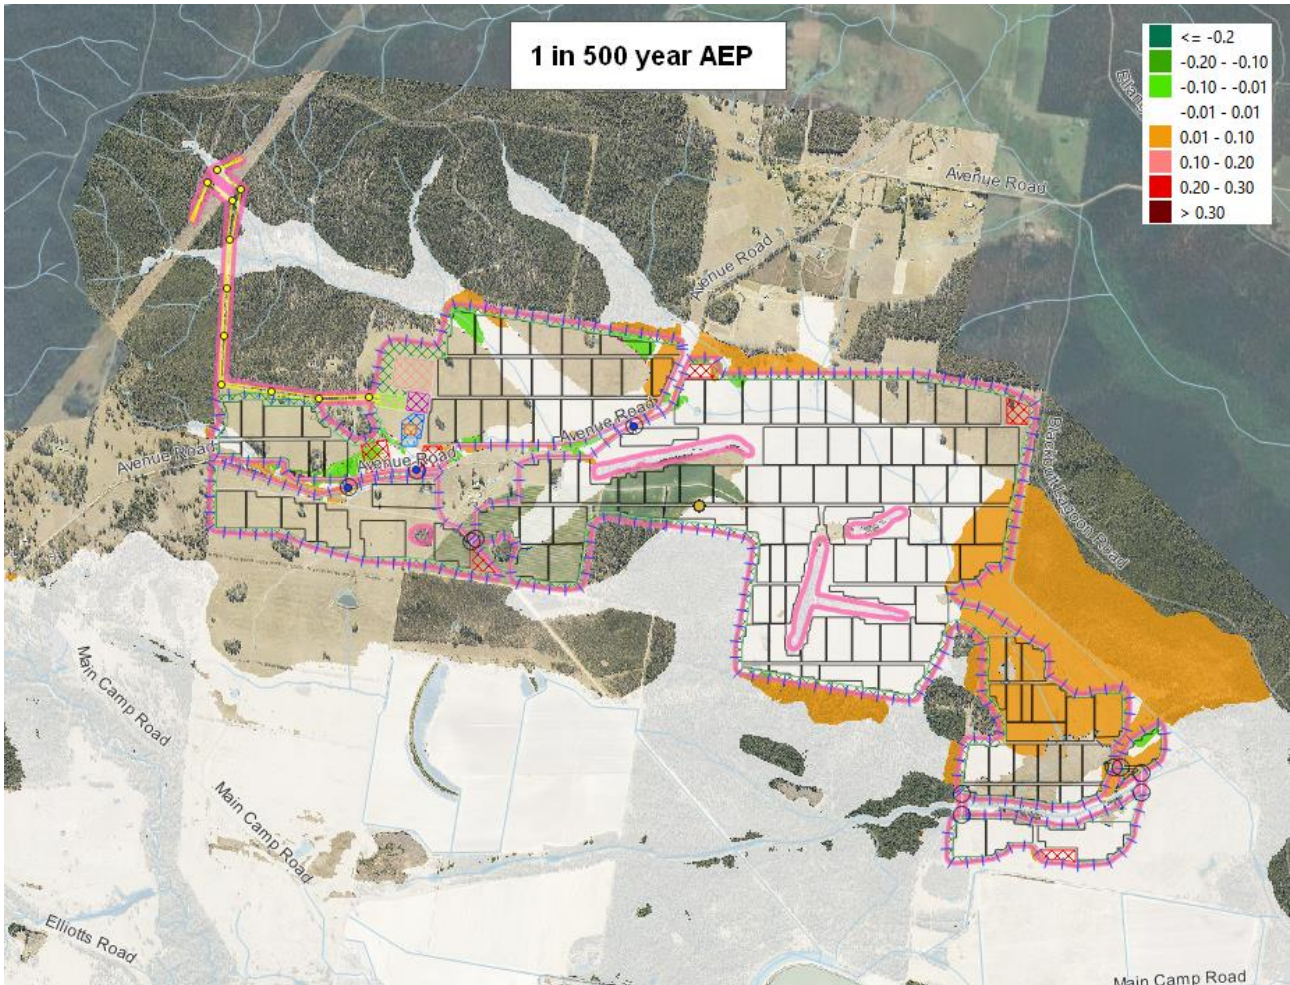 1 in 500 year AEP
<= -0.2
-0.20 - -0.10
-0.10 - -0.01
-0.01 - 0.01
0.01 - 0.10
0.10 - 0.20
0.20 - 0.30
> 0.30
Avenue Road
Avenue Road
Avenue Road
Avenue Road
Avenue Road
Lagoon Road
Main Camp Road
Main Camp Road
Elliotts Road
Main Camp Road